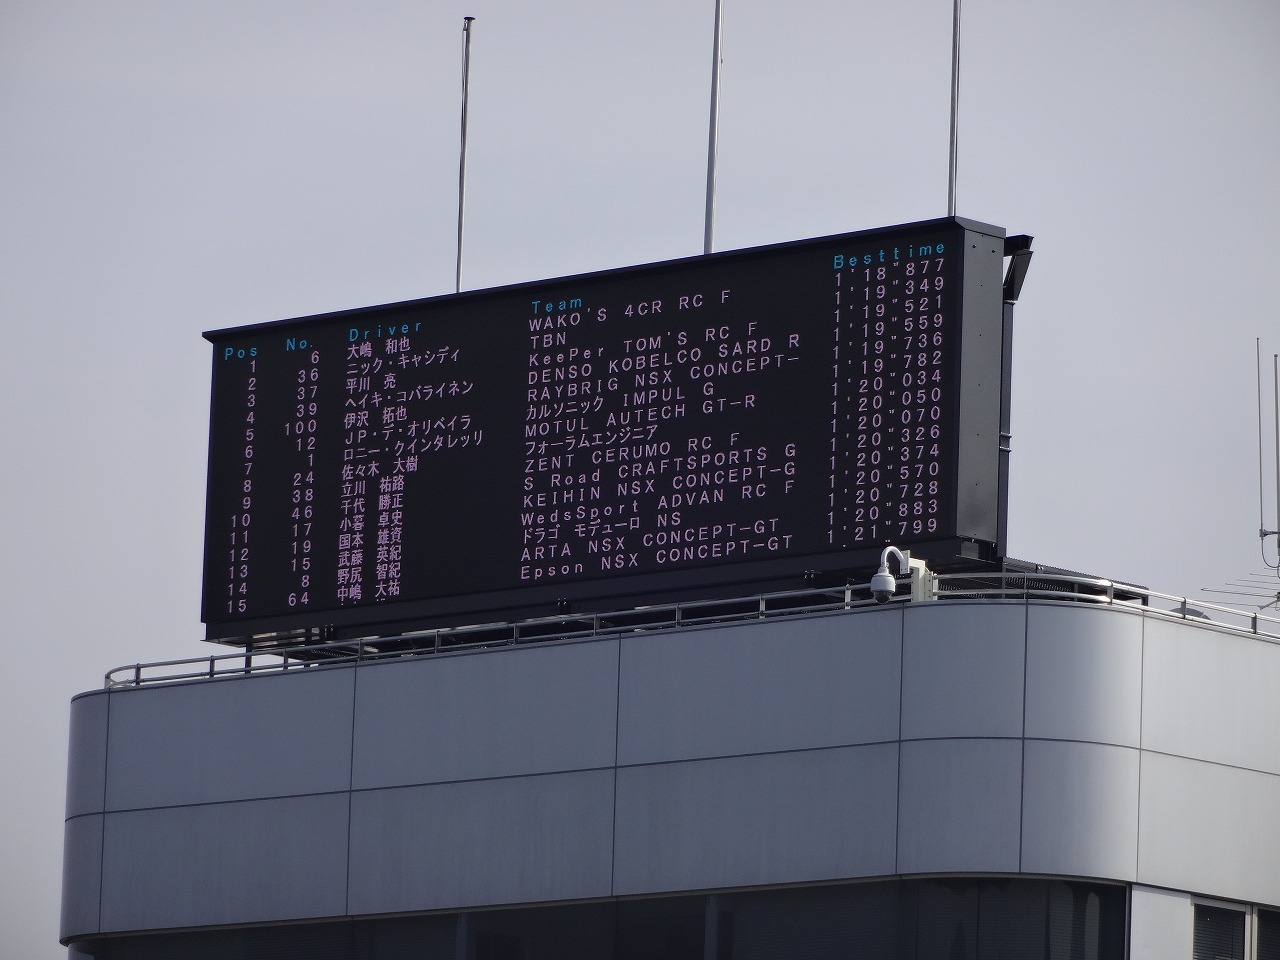 Pos No. Driver Team Besttime
1 6 大嶋 和也 WAKO'S 4CR RC F 1'18"877
2 36 ニック・キャシディ TBN 1'19"349
3 37 平川 亮 KeePer TOM'S RC F 1'19"521
4 39 ヘイキ・コバライネン DENSO KOBELCO SARD R 1'19"559
5 100 伊沢 拓也 RAYBRIG NSX CONCEPT- 1'19"736
6 12 JP・デ・オリベイラ カルソニック IMPUL G 1'19"782
7 1 ロニー・クインタレッリ MOTUL AUTECH GT-R 1'20"034
8 24 佐々木 大樹 フォーラムエンジニア 1'20"050
9 38 立川 祐路 ZENT CERUMO RC F 1'20"070
10 46 千代 勝正 S Road CRAFTSPORTS G 1'20"326
11 17 小暮 卓史 KEIHIN NSX CONCEPT-G 1'20"374
12 19 国本 雄資 WedsSport ADVAN RC F 1'20"570
13 15 武藤 英紀 ドラゴ モデューロ NS 1'20"728
14 8 野尻 智紀 ARTA NSX CONCEPT-GT 1'20"883
15 64 中嶋 大祐 Epson NSX CONCEPT-GT 1'21"799